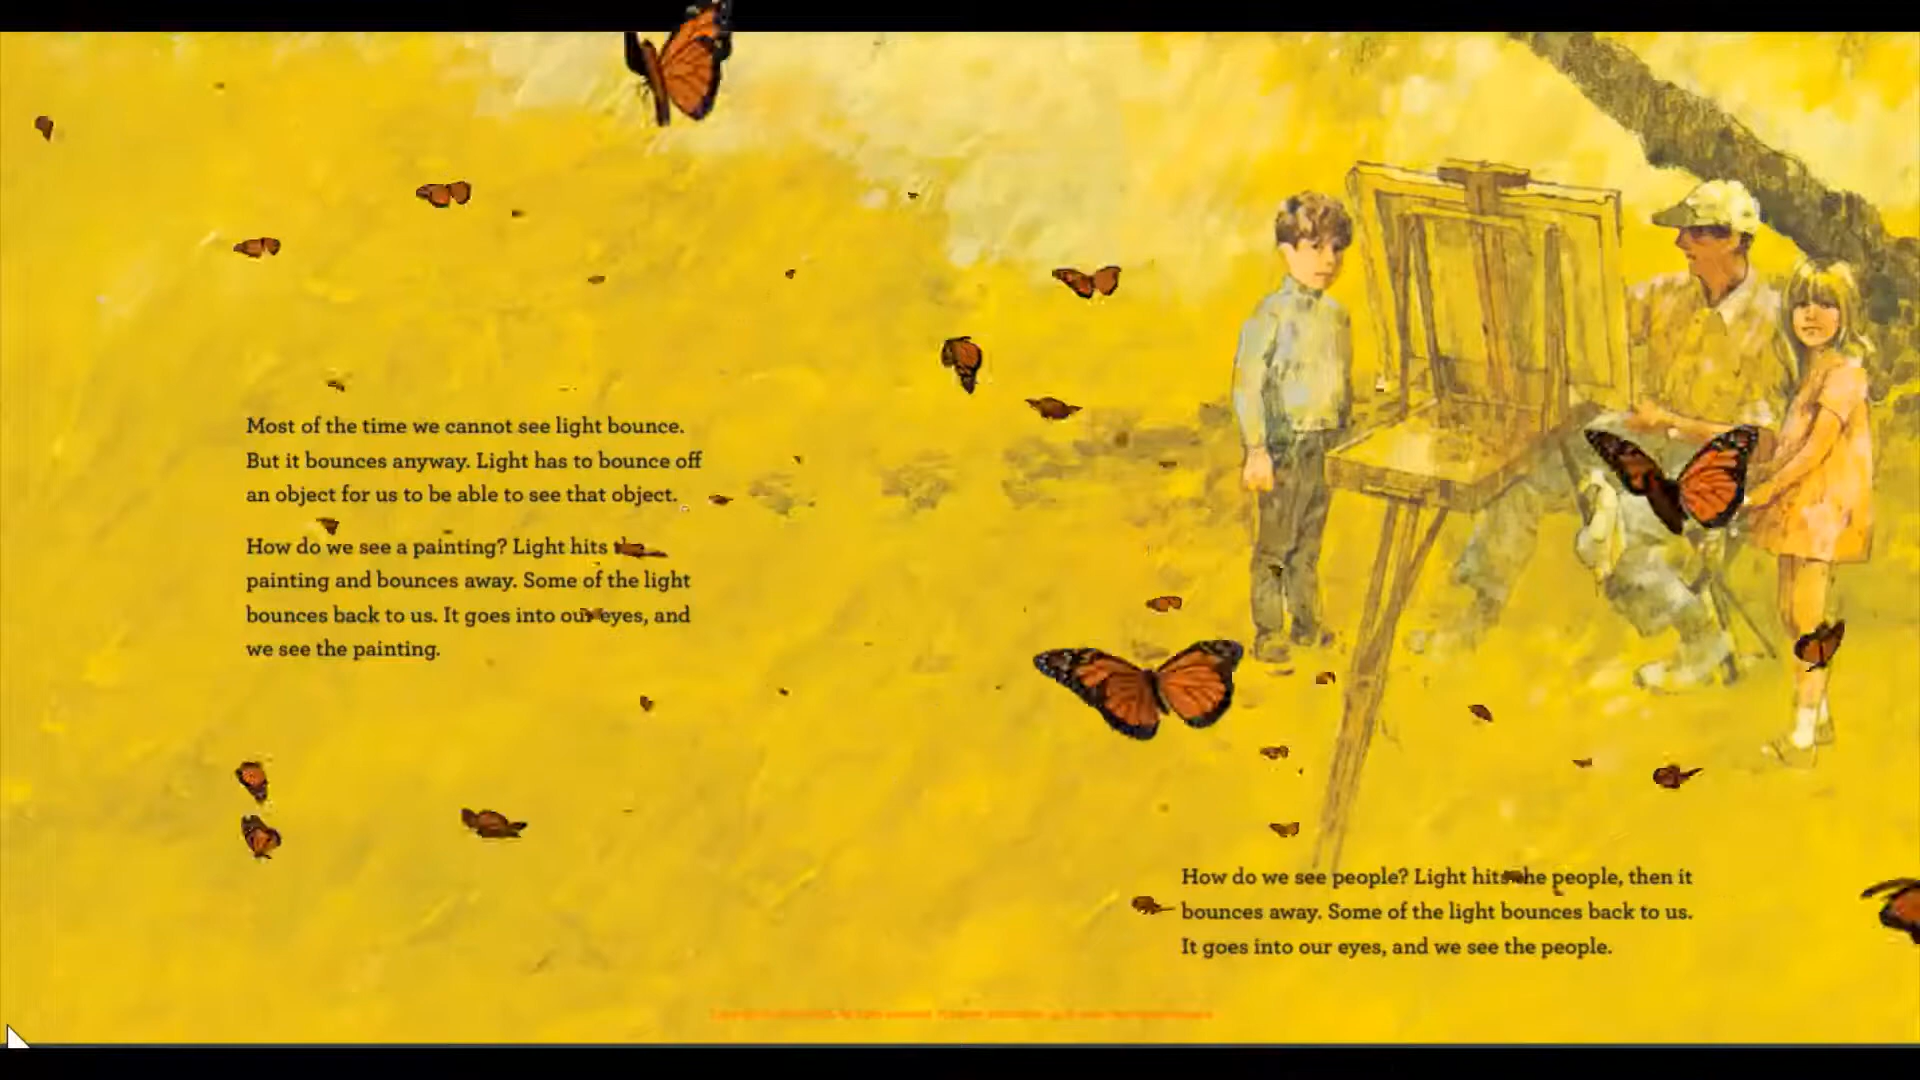 Most of the time we cannot see light bounce.
But it bounces anyway. Light has to bounce off
an object for us to be able to see that object.
How do we see a painting? Light hits
painting and bounces away. Some of the light
bounces back to us. It goes into our eyes, and
we see the painting.
How do we see people? Light hits the people, then it
bounces away. Some of the light bounces back to us.
It goes into our eyes, and we see the people.